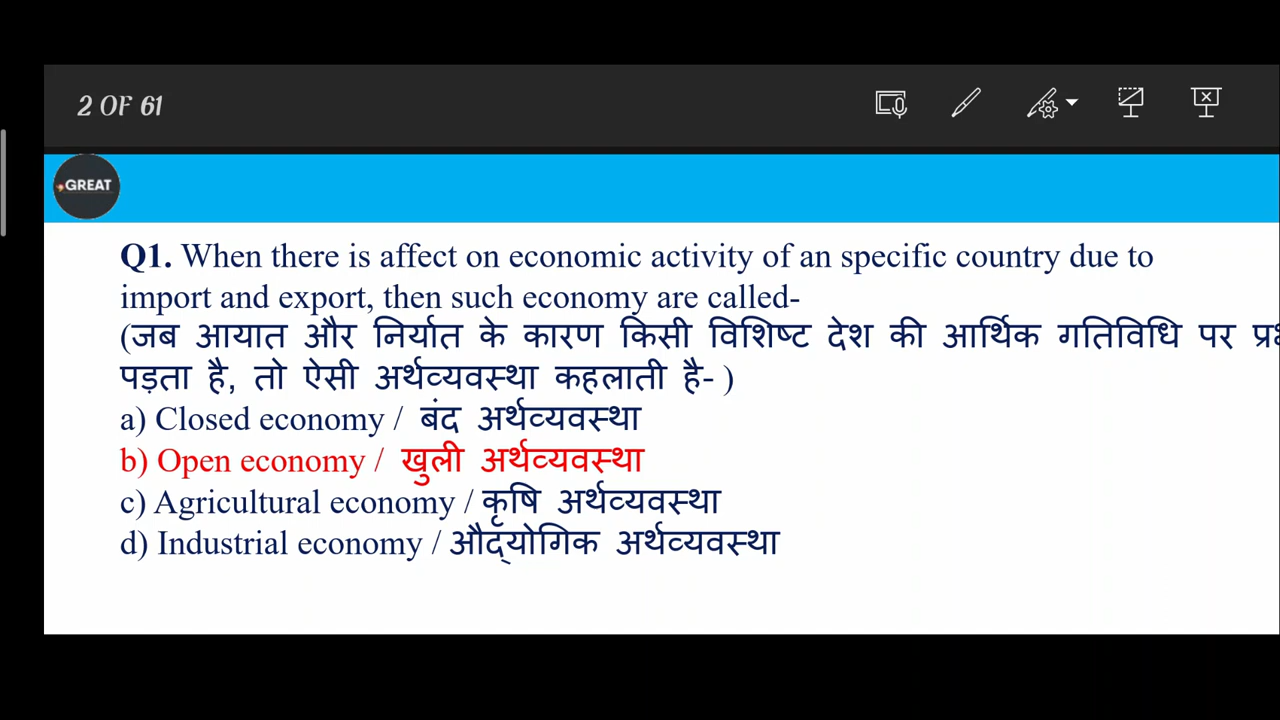 2 OF 61
GREAT
Q1. When there is affect on economic activity of an specific country due to
import and export, then such economy are called-
(जब आयात और निर्यात के कारण किसी विशिष्ट देश की आर्थिक गतिविधि पर
पड़ता है, तो ऐसी अर्थव्यवस्था कहलाती है- )
a) Closed economy / बंद अर्थव्यवस्था
b) Open economy / खुली अर्थव्यवस्था
c) Agricultural economy / कृषि अर्थव्यवस्था
d) Industrial economy / औद्योगिक अर्थव्यवस्था